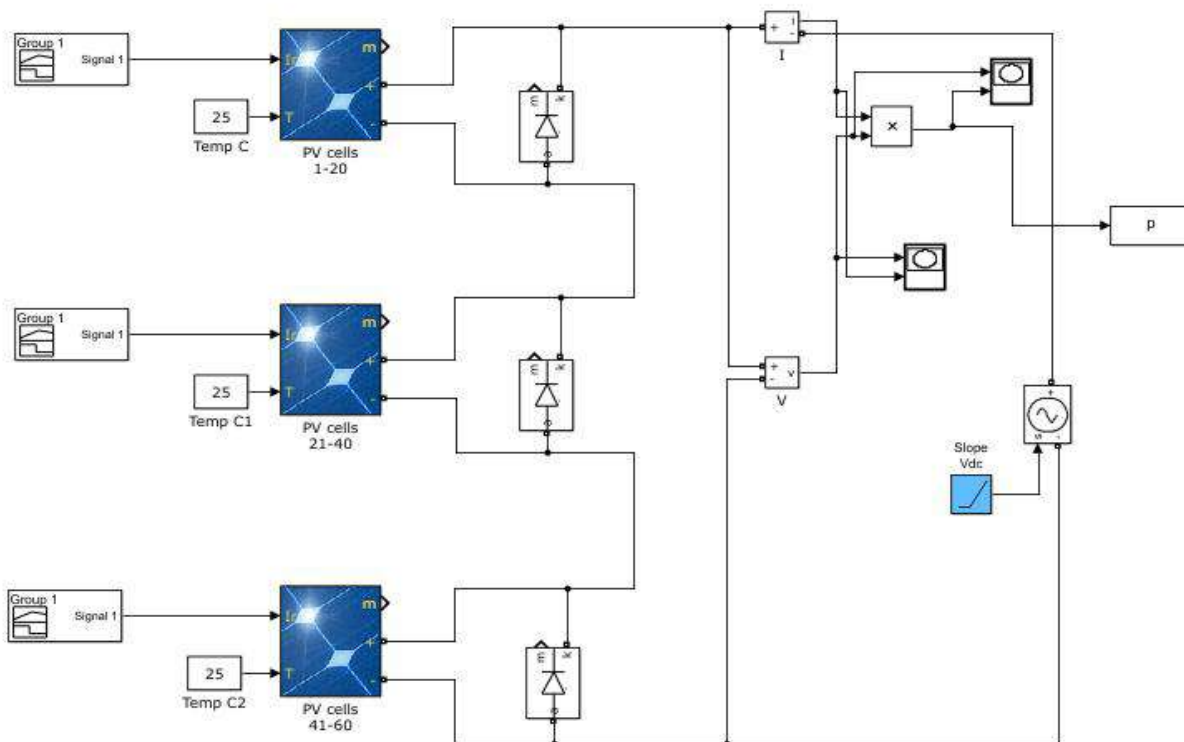 Group 1
Signal 1
Ir
m
+
25
T
-
Temp C
PV cells
1-20
m
k
a
+
i
-
I
×
p
Group 1
Signal 1
Ir
m
+
25
T
-
Temp C1
PV cells
21-40
m
k
a
+
-
v
V
+
s
-
Slope
Vdc
Group 1
Signal 1
Ir
m
+
25
T
-
Temp C2
PV cells
41-60
m
k
a